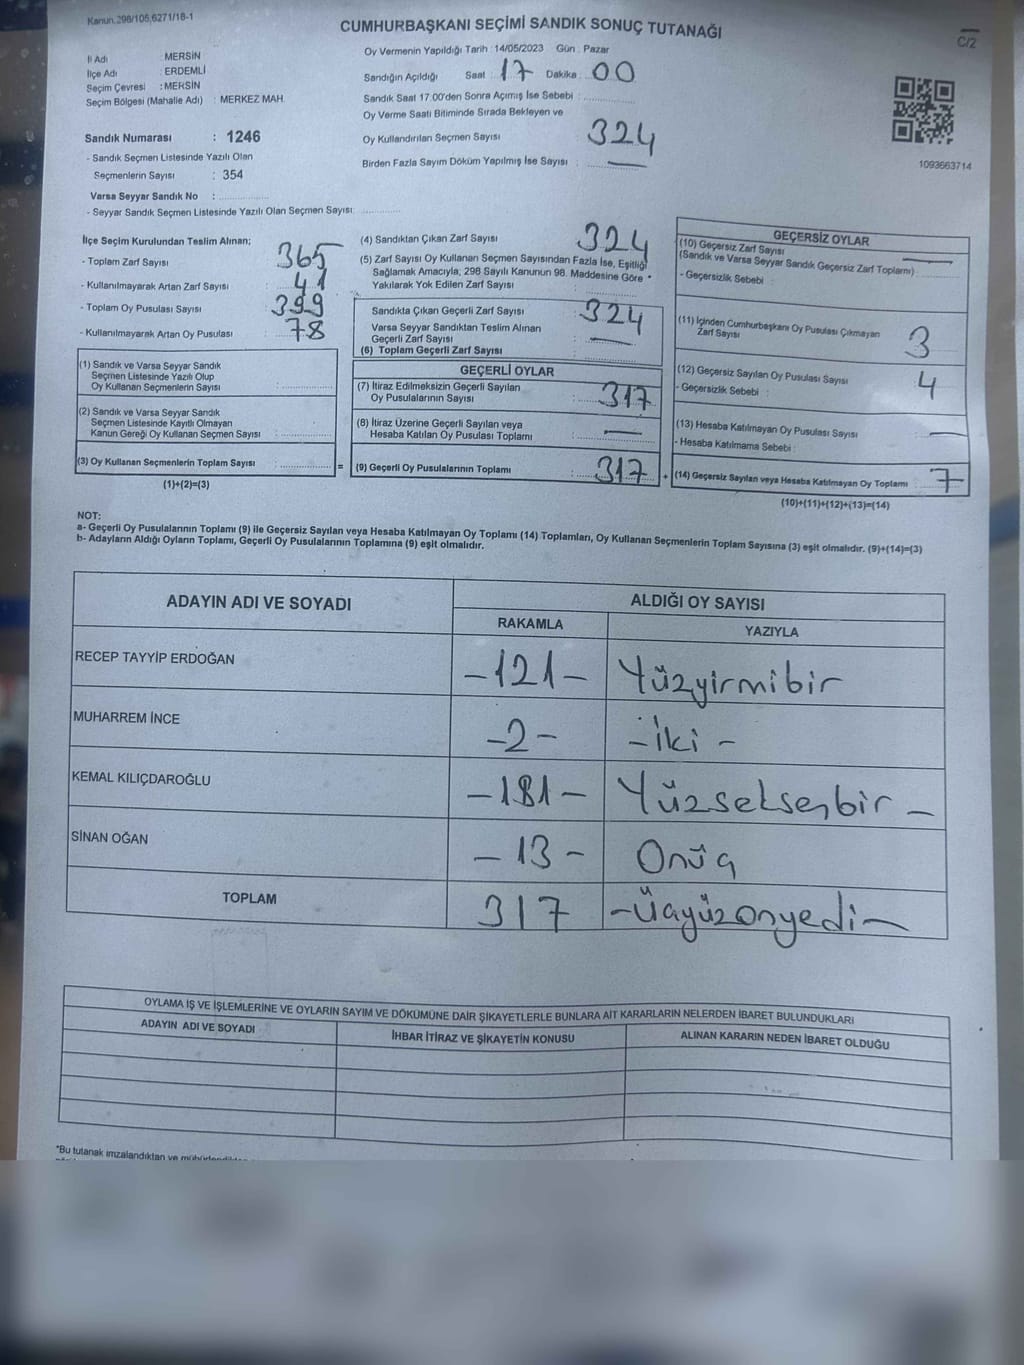 Kanun.298/105,6271/18-1
CUMHURBAŞKANI SEÇİMİ SANDIK SONUÇ TUTANAĞI
C/2
İl Adı : MERSİN
İlçe Adı : ERDEMLİ
Seçim Çevresi : MERSİN
Seçim Bölgesi (Mahalle Adı) : MERKEZ MAH.
Sandık Numarası : 1246
- Sandık Seçmen Listesinde Yazılı Olan
Seçmenlerin Sayısı : 354
Varsa Seyyar Sandık No :
- Seyyar Sandık Seçmen Listesinde Yazılı Olan Seçmen Sayısı:
Oy Vermenin Yapıldığı Tarih : 14/05/2023 Gün : Pazar
Sandığın Açıldığı Saat : 17 Dakika : 00
Sandık Saat 17.00'den Sonra Açımış İse Sebebi :
Oy Verme Saati Bitiminde Sırada Bekleyen ve
Oy Kullandırılan Seçmen Sayısı : 324
Birden Fazla Sayım Döküm Yapılmış İse Sayısı : —
1093663714
İlçe Seçim Kurulundan Teslim Alınan;
- Toplam Zarf Sayısı : 365
- Kullanılmayarak Artan Zarf Sayısı : 41
- Toplam Oy Pusulası Sayısı : 399
- Kullanılmayarak Artan Oy Pusulası : 78
(1) Sandık ve Varsa Seyyar Sandık
Seçmen Listesinde Yazılı Olup
Oy Kullanan Seçmenlerin Sayısı :
(2) Sandık ve Varsa Seyyar Sandık
Seçmen Listesinde Kayıtlı Olmayan
Kanun Gereği Oy Kullanan Seçmen Sayısı :
(3) Oy Kullanan Seçmenlerin Toplam Sayısı :
(1)+(2)=(3)
(4) Sandıktan Çıkan Zarf Sayısı : 324
(5) Zarf Sayısı Oy Kullanan Seçmen Sayısından Fazla İse, Eşitliği
Sağlamak Amacıyla; 298 Sayılı Kanunun 98. Maddesine Göre
Yakılarak Yok Edilen Zarf Sayısı :
Sandıkta Çıkan Geçerli Zarf Sayısı : 324
Varsa Seyyar Sandıktan Teslim Alınan
Geçerli Zarf Sayısı : —
(6) Toplam Geçerli Zarf Sayısı :
GEÇERLİ OYLAR
(7) İtiraz Edilmeksizin Geçerli Sayılan
Oy Pusulalarının Sayısı : 317
(8) İtiraz Üzerine Geçerli Sayılan veya
Hesaba Katılan Oy Pusulası Toplamı : —
= (9) Geçerli Oy Pusulalarının Toplamı : 317
GEÇERSİZ OYLAR
(10) Geçersiz Zarf Sayısı —
(Sandık ve Varsa Seyyar Sandık Geçersiz Zarf Toplamı) :
- Geçersizlik Sebebi :
(11) İçinden Cumhurbaşkanı Oy Pusulası Çıkmayan
Zarf Sayısı : 3
(12) Geçersiz Sayılan Oy Pusulası Sayısı : 4
- Geçersizlik Sebebi :
(13) Hesaba Katılmayan Oy Pusulası Sayısı : —
- Hesaba Katılmama Sebebi :
+ (14) Geçersiz Sayılan veya Hesaba Katılmayan Oy Toplamı : 7
(10)+(11)+(12)+(13)=(14)
NOT:
a- Geçerli Oy Pusulalarının Toplamı (9) ile Geçersiz Sayılan veya Hesaba Katılmayan Oy Toplamı (14) Toplamları, Oy Kullanan Seçmenlerin Toplam Sayısına (3) eşit olmalıdır. (9)+(14)=(3)
b- Adayların Aldığı Oyların Toplamı, Geçerli Oy Pusulalarının Toplamına (9) eşit olmalıdır.
ADAYIN ADI VE SOYADI
ALDIĞI OY SAYISI
RAKAMLA YAZIYLA
RECEP TAYYİP ERDOĞAN -121- Yüzyirmibir
MUHARREM İNCE -2- -İki-
KEMAL KILIÇDAROĞLU -181- Yüzseksenbir-
SİNAN OĞAN -13- Onüç
TOPLAM 317 -Üçyüzonyedi-
OYLAMA İŞ VE İŞLEMLERİNE VE OYLARIN SAYIM VE DÖKÜMÜNE DAİR ŞİKAYETLERLE BUNLARA AİT KARARLARIN NELERDEN İBARET BULUNDUKLARI
ADAYIN ADI VE SOYADI İHBAR İTİRAZ VE ŞİKAYETİN KONUSU ALINAN KARARIN NEDEN İBARET OLDUĞU
"Bu tutanak imzalandıktan ve